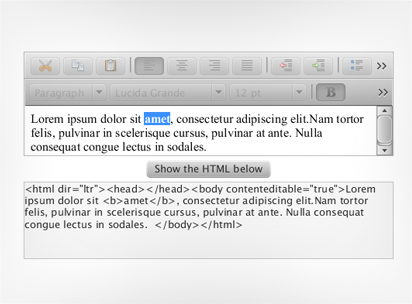 Paragraph Lucida Grande 12 pt B
Lorem ipsum dolor sit amet, consectetur adipiscing elit.Nam tortor
felis, pulvinar in scelerisque cursus, pulvinar at ante. Nulla
consequat congue lectus in sodales.
Show the HTML below
<html dir="ltr"><head></head><body contenteditable="true">Lorem
ipsum dolor sit <b>amet</b>, consectetur adipiscing elit.Nam tortor
felis, pulvinar in scelerisque cursus, pulvinar at ante. Nulla consequat
congue lectus in sodales.  </body></html>